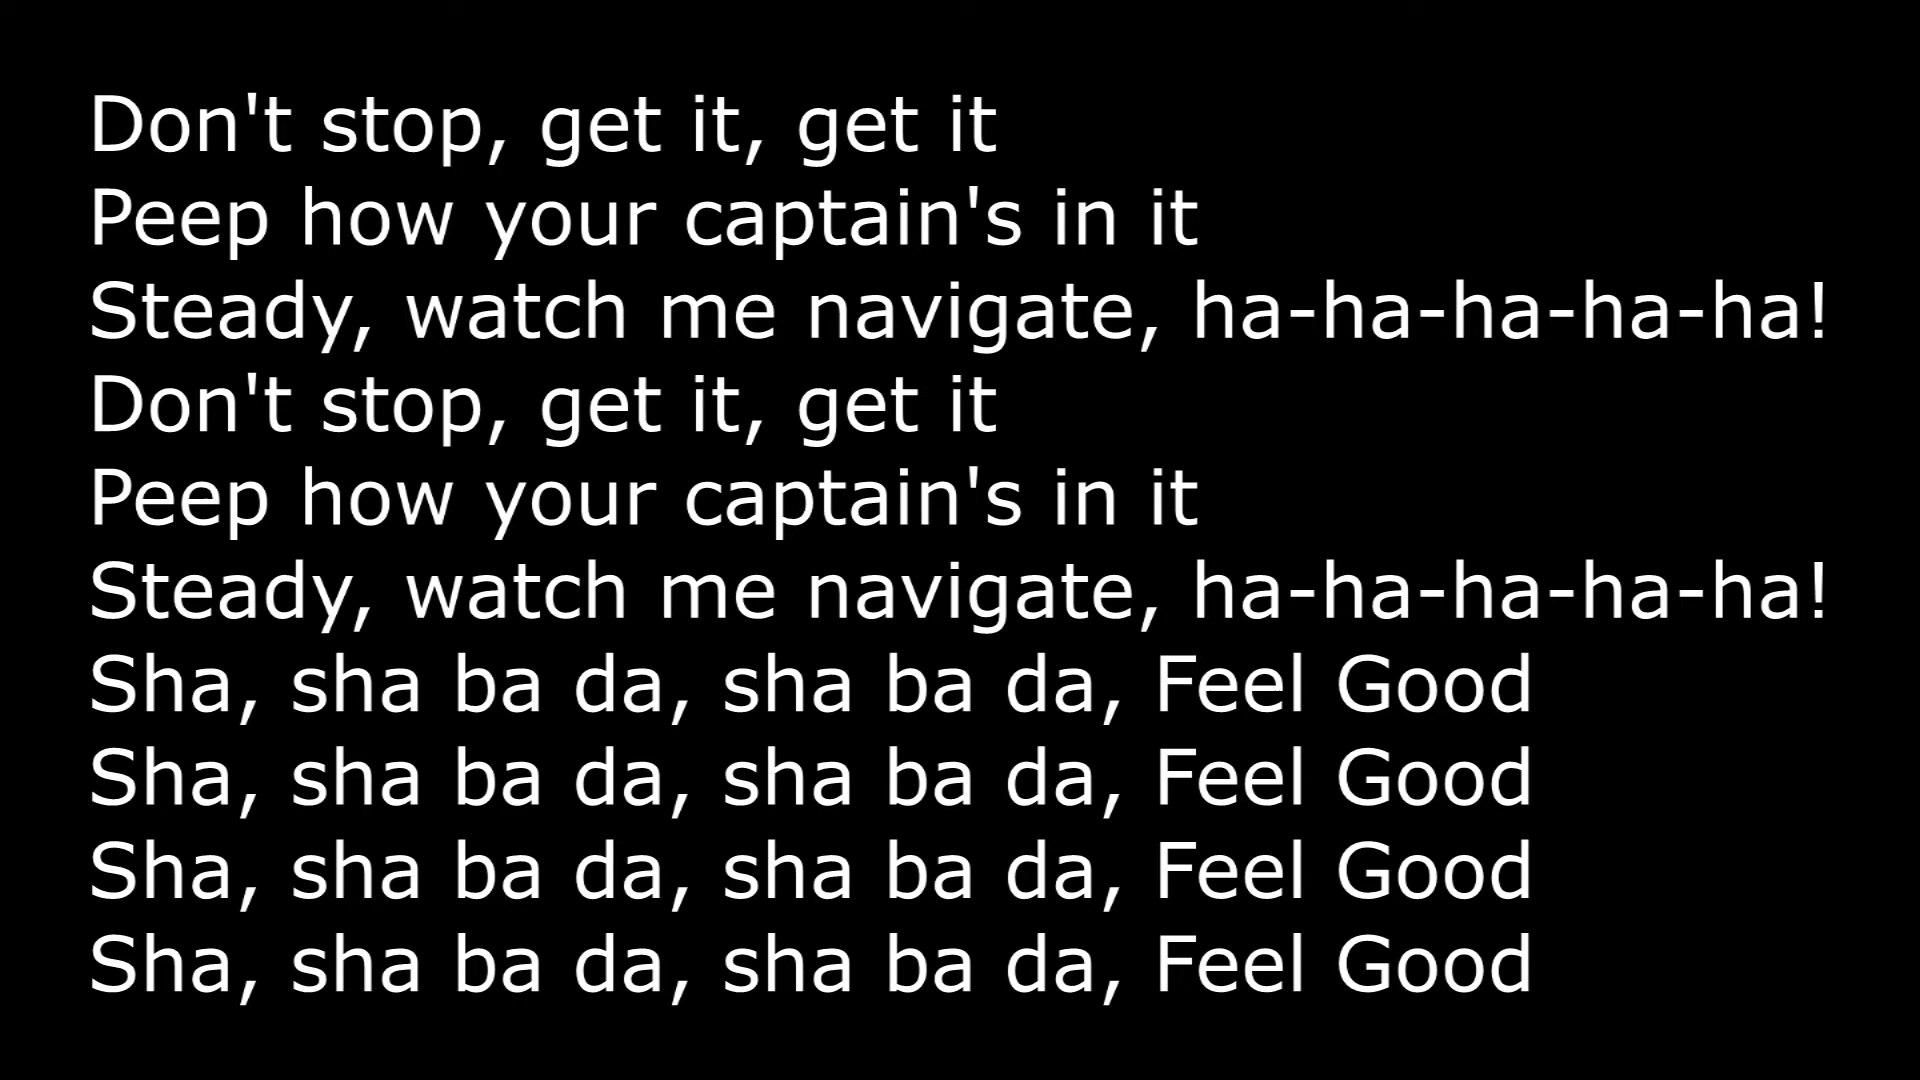 Don't stop, get it, get it
Peep how your captain's in it
Steady, watch me navigate, ha-ha-ha-ha-ha!
Don't stop, get it, get it
Peep how your captain's in it
Steady, watch me navigate, ha-ha-ha-ha-ha!
Sha, sha ba da, sha ba da, Feel Good
Sha, sha ba da, sha ba da, Feel Good
Sha, sha ba da, sha ba da, Feel Good
Sha, sha ba da, sha ba da, Feel Good